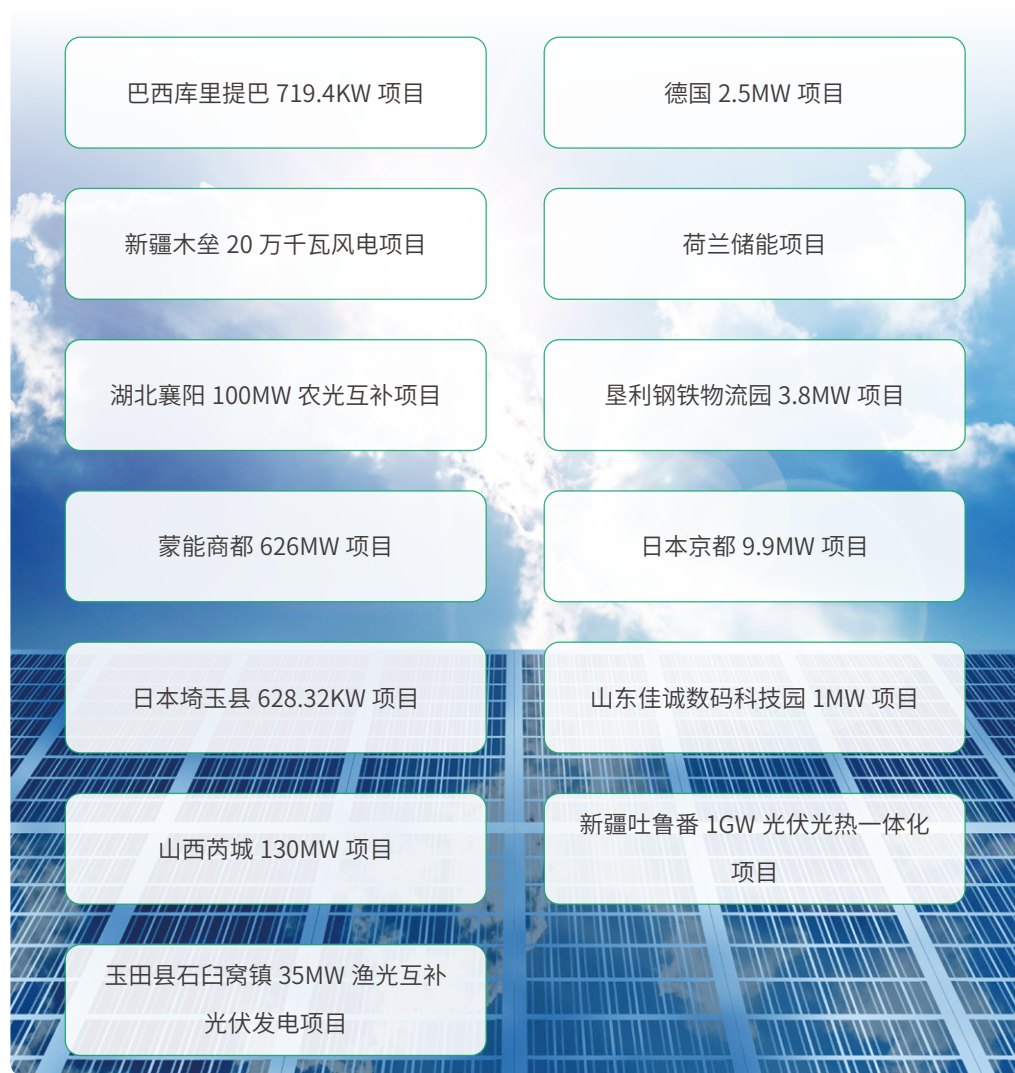 巴西库里提巴 719.4KW 项目
德国 2.5MW 项目
新疆木垒 20 万千瓦风电项目
荷兰储能项目
湖北襄阳 100MW 农光互补项目
垦利钢铁物流园 3.8MW 项目
蒙能商都 626MW 项目
日本京都 9.9MW 项目
日本埼玉县 628.32KW 项目
山东佳诚数码科技园 1MW 项目
山西芮城 130MW 项目
新疆吐鲁番 1GW 光伏光热一体化
项目
玉田县石臼窝镇 35MW 渔光互补
光伏发电项目